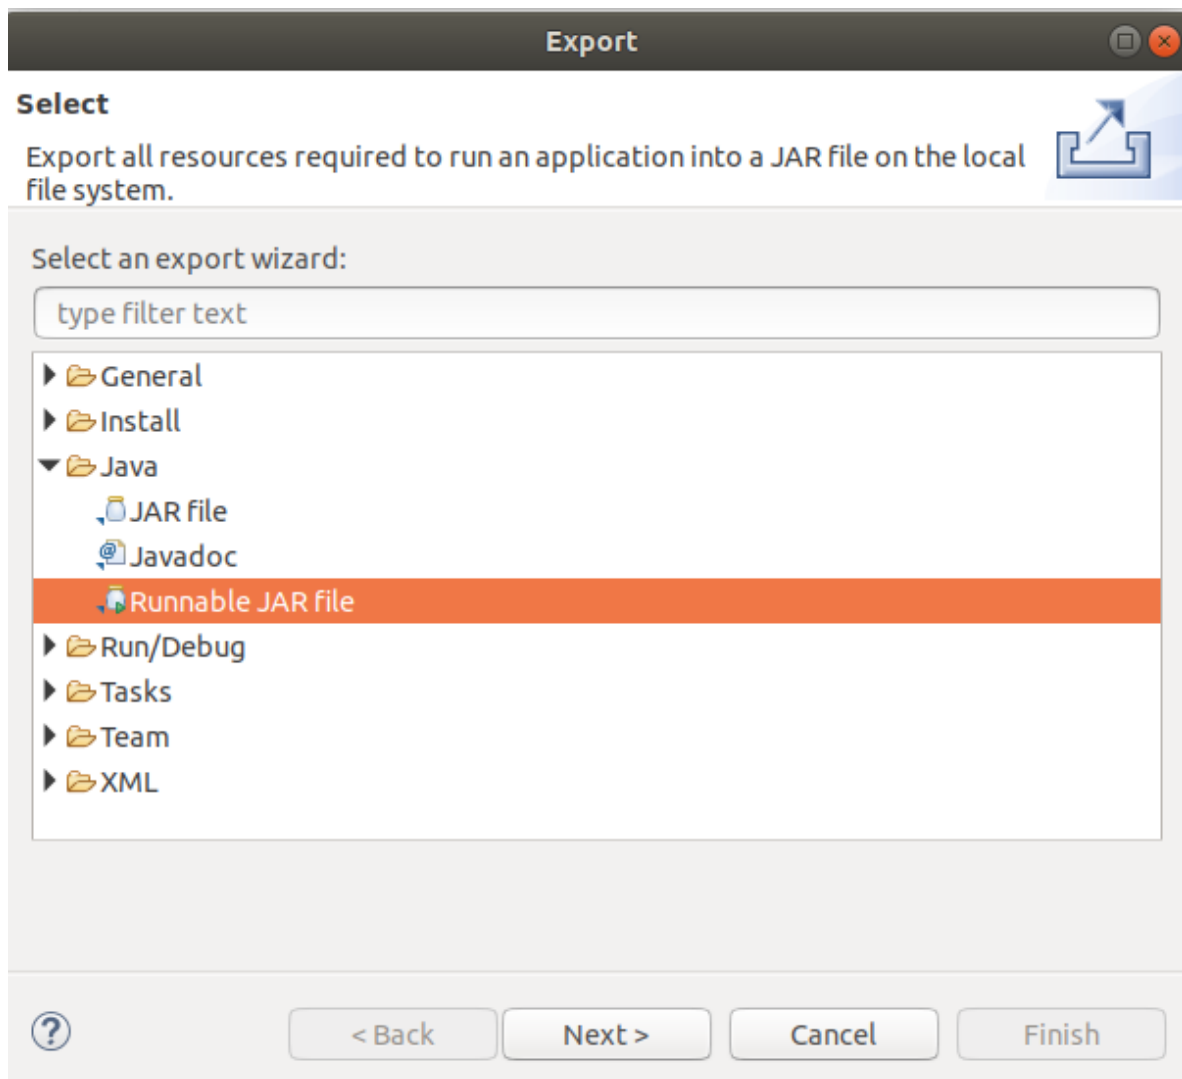 Export
Select
Export all resources required to run an application into a JAR file on the local
file system.
Select an export wizard:
type filter text
General
Install
Java
JAR file
Javadoc
Runnable JAR file
Run/Debug
Tasks
Team
XML
< Back Next > Cancel Finish